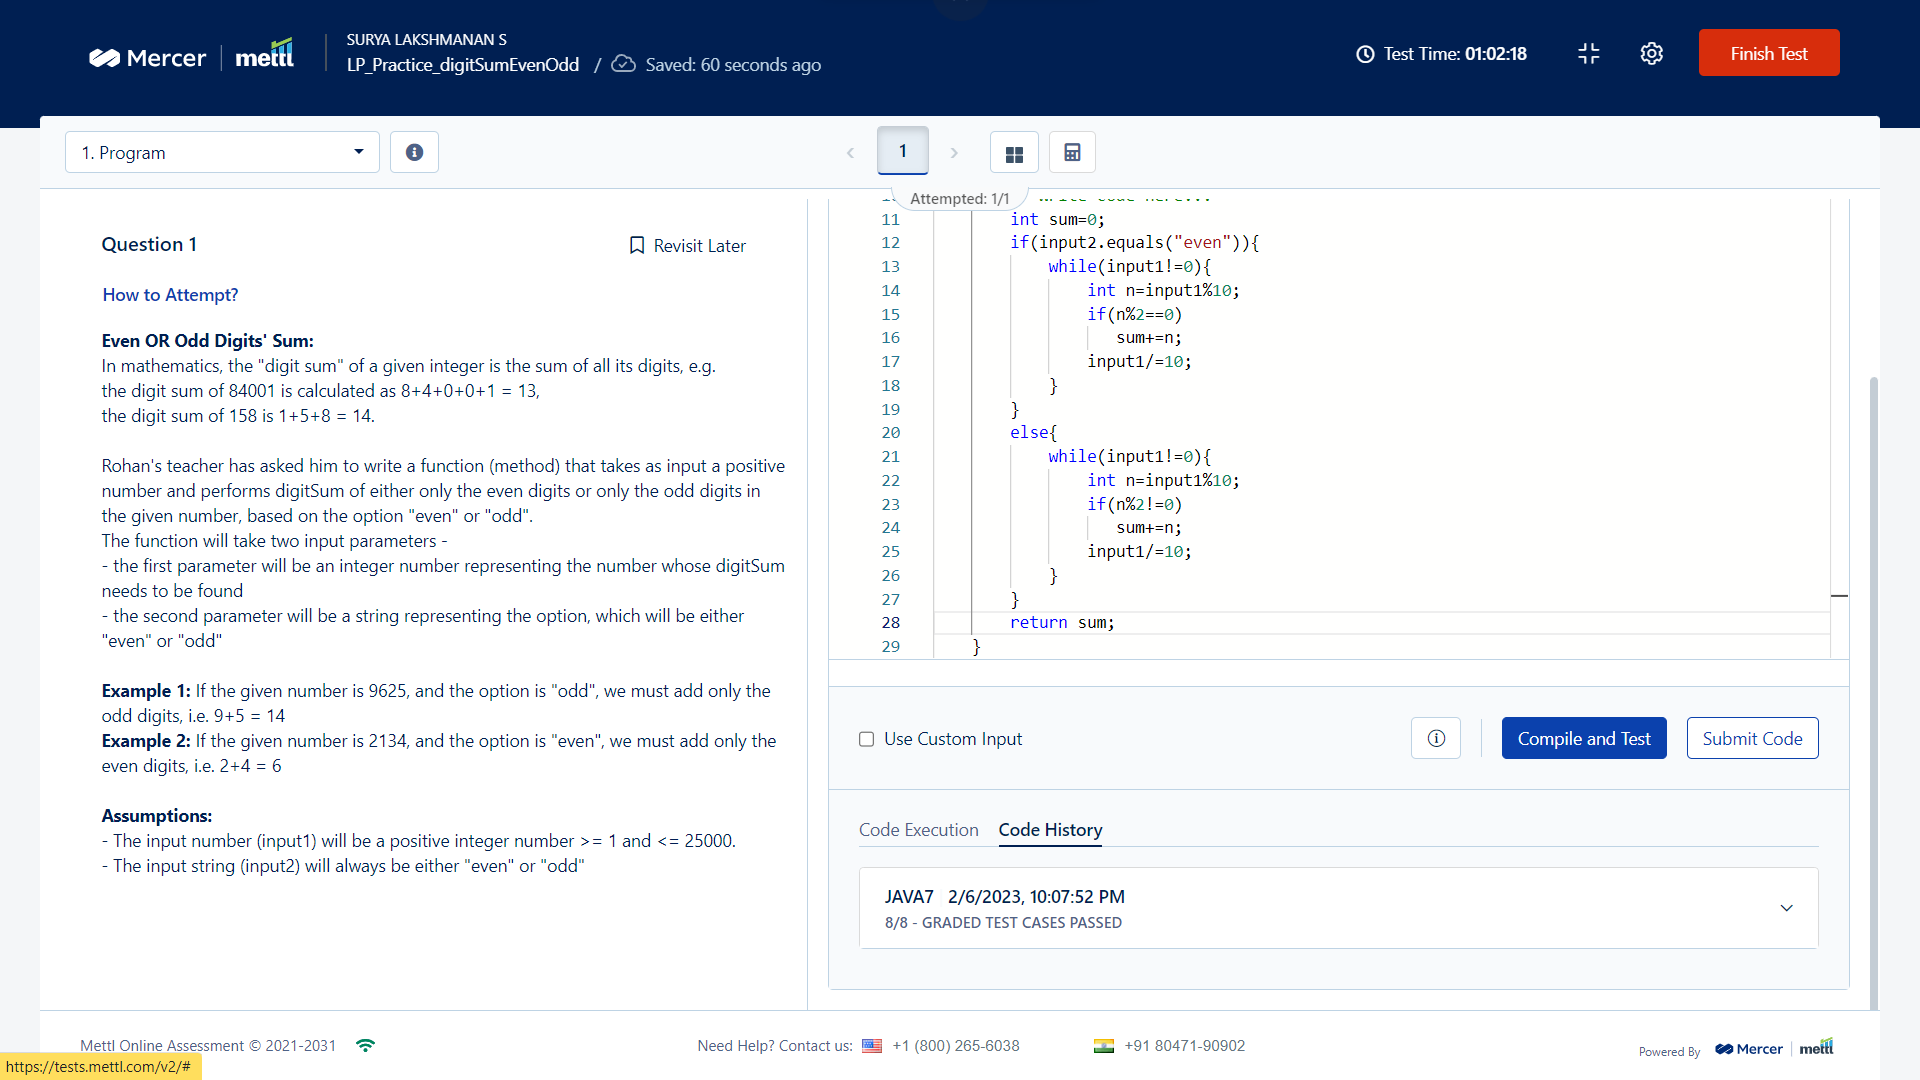 Mercer mettl
SURYA LAKSHMANAN S
LP_Practice_digitSumEvenOdd / Saved: 60 seconds ago
Test Time: 01:02:18
Finish Test
1. Program
1
Attempted: 1/1
Question 1
Revisit Later
How to Attempt?
Even OR Odd Digits' Sum:
In mathematics, the "digit sum" of a given integer is the sum of all its digits, e.g.
the digit sum of 84001 is calculated as 8+4+0+0+1 = 13,
the digit sum of 158 is 1+5+8 = 14.
Rohan's teacher has asked him to write a function (method) that takes as input a positive
number and performs digitSum of either only the even digits or only the odd digits in
the given number, based on the option "even" or "odd".
The function will take two input parameters -
- the first parameter will be an integer number representing the number whose digitSum
needs to be found
- the second parameter will be a string representing the option, which will be either
"even" or "odd"
Example 1: If the given number is 9625, and the option is "odd", we must add only the
odd digits, i.e. 9+5 = 14
Example 2: If the given number is 2134, and the option is "even", we must add only the
even digits, i.e. 2+4 = 6
Assumptions:
- The input number (input1) will be a positive integer number >= 1 and <= 25000.
- The input string (input2) will always be either "even" or "odd"
11 int sum=0;
12 if(input2.equals("even")){
13 while(input1!=0){
14 int n=input1%10;
15 if(n%2==0)
16 sum+=n;
17 input1/=10;
18 }
19 }
20 else{
21 while(input1!=0){
22 int n=input1%10;
23 if(n%2!=0)
24 sum+=n;
25 input1/=10;
26 }
27 }
28 return sum;
29 }
Use Custom Input
Compile and Test
Submit Code
Code Execution
Code History
JAVA7 2/6/2023, 10:07:52 PM
8/8 - GRADED TEST CASES PASSED
Mettl Online Assessment © 2021-2031
Need Help? Contact us: +1 (800) 265-6038
+91 80471-90902
Powered By Mercer mettl
https://tests.mettl.com/v2/#